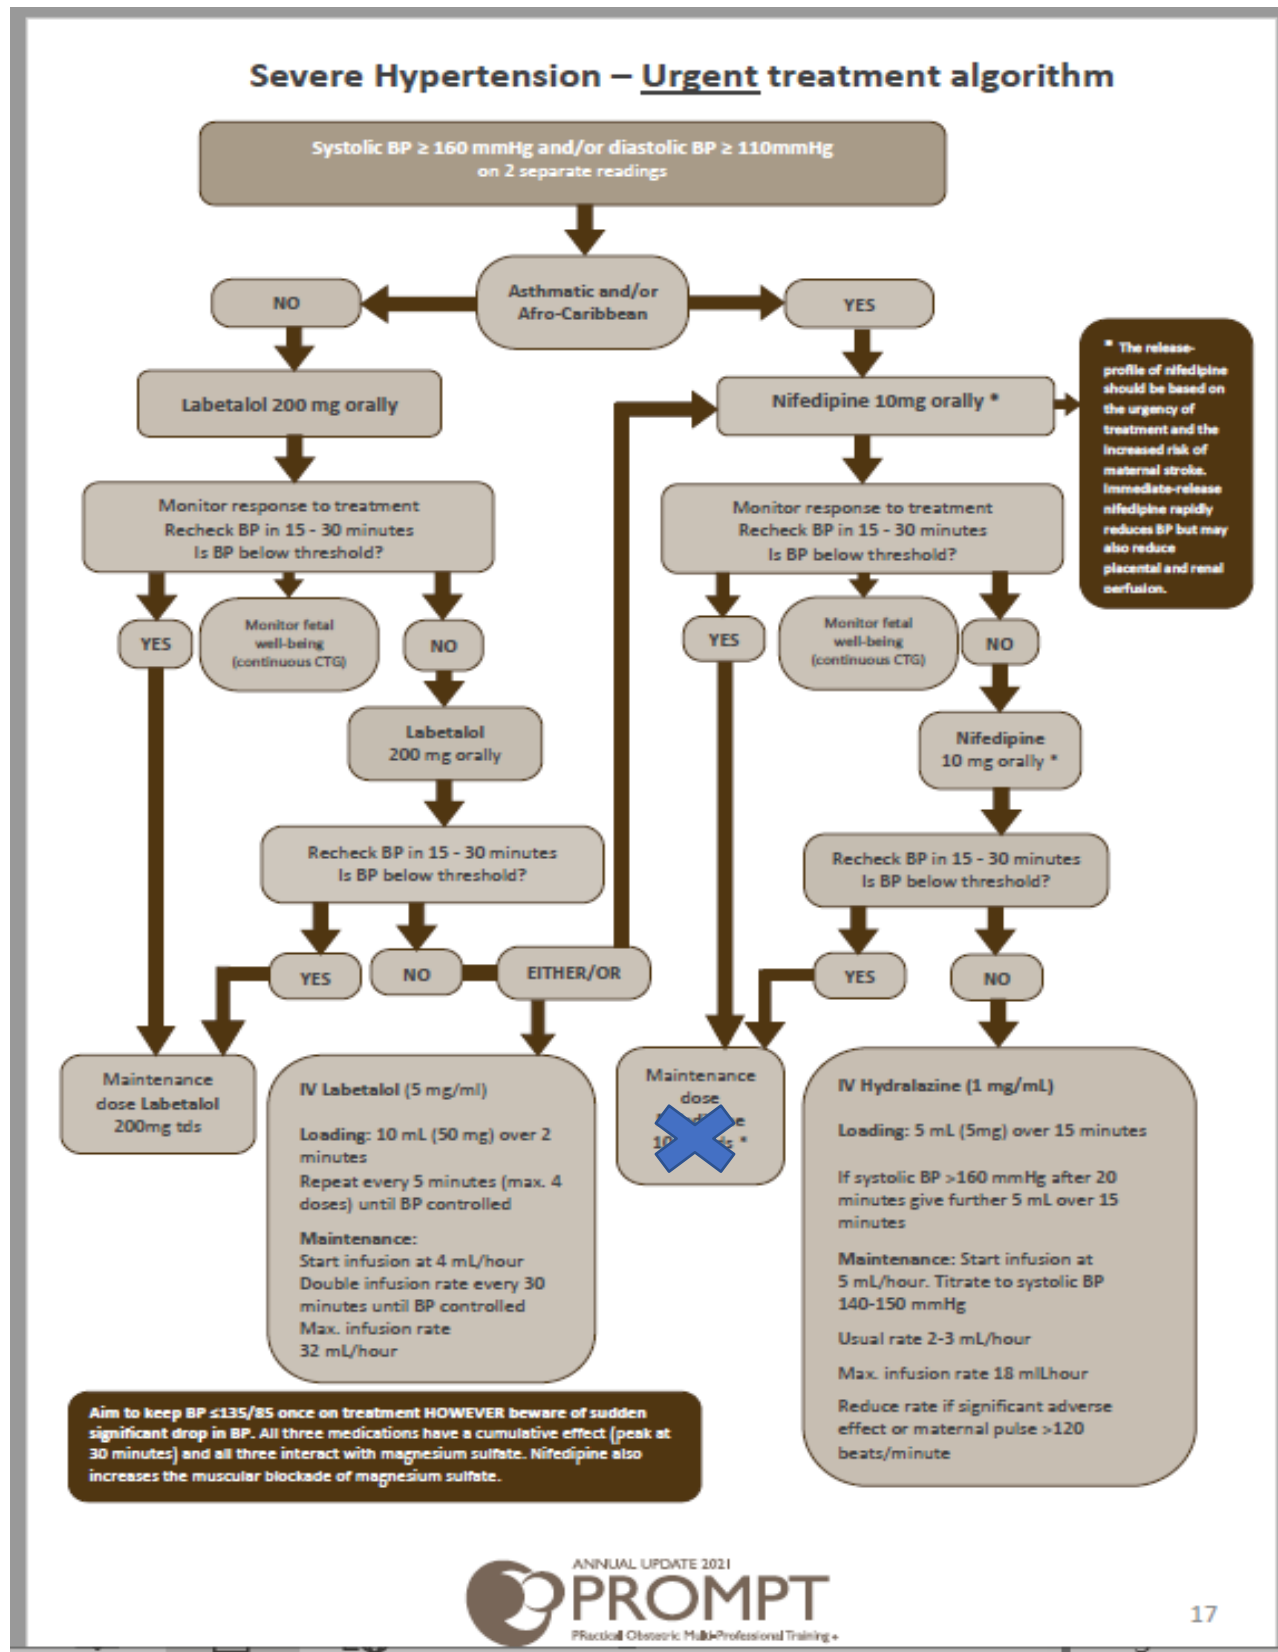 Severe Hypertension – Urgent treatment algorithm
Systolic BP ≥ 160 mmHg and/or diastolic BP ≥ 110mmHg
on 2 separate readings
Asthmatic and/or
Afro-Caribbean
NO
YES
Labetalol 200 mg orally
Nifedipine 10mg orally *
* The release-
profile of nifedipine
should be based on
the urgency of
treatment and the
increased risk of
maternal stroke.
Immediate-release
nifedipine rapidly
reduces BP but may
also reduce
placental and renal
perfusion.
Monitor response to treatment
Recheck BP in 15 - 30 minutes
Is BP below threshold?
YES
Monitor fetal
well-being
(continuous CTG)
NO
Labetalol
200 mg orally
Recheck BP in 15 - 30 minutes
Is BP below threshold?
YES
NO
EITHER/OR
Maintenance
dose Labetalol
200mg tds
IV Labetalol (5 mg/ml)
Loading: 10 mL (50 mg) over 2
minutes
Repeat every 5 minutes (max. 4
doses) until BP controlled
Maintenance:
Start infusion at 4 mL/hour
Double infusion rate every 30
minutes until BP controlled
Max. infusion rate
32 mL/hour
Monitor response to treatment
Recheck BP in 15 - 30 minutes
Is BP below threshold?
YES
Monitor fetal
well-being
(continuous CTG)
NO
Nifedipine
10 mg orally *
Recheck BP in 15 - 30 minutes
Is BP below threshold?
YES
NO
Maintenance
dose
*
IV Hydralazine (1 mg/mL)
Loading: 5 mL (5mg) over 15 minutes
If systolic BP >160 mmHg after 20
minutes give further 5 mL over 15
minutes
Maintenance: Start infusion at
5 mL/hour. Titrate to systolic BP
140-150 mmHg
Usual rate 2-3 mL/hour
Max. infusion rate 18 mlLhour
Reduce rate if significant adverse
effect or maternal pulse >120
beats/minute
Aim to keep BP ≤135/85 once on treatment HOWEVER beware of sudden
significant drop in BP. All three medications have a cumulative effect (peak at
30 minutes) and all three interact with magnesium sulfate. Nifedipine also
increases the muscular blockade of magnesium sulfate.
ANNUAL UPDATE 2021
PROMPT
PRactical Obstetric Multi-Professional Training +
17